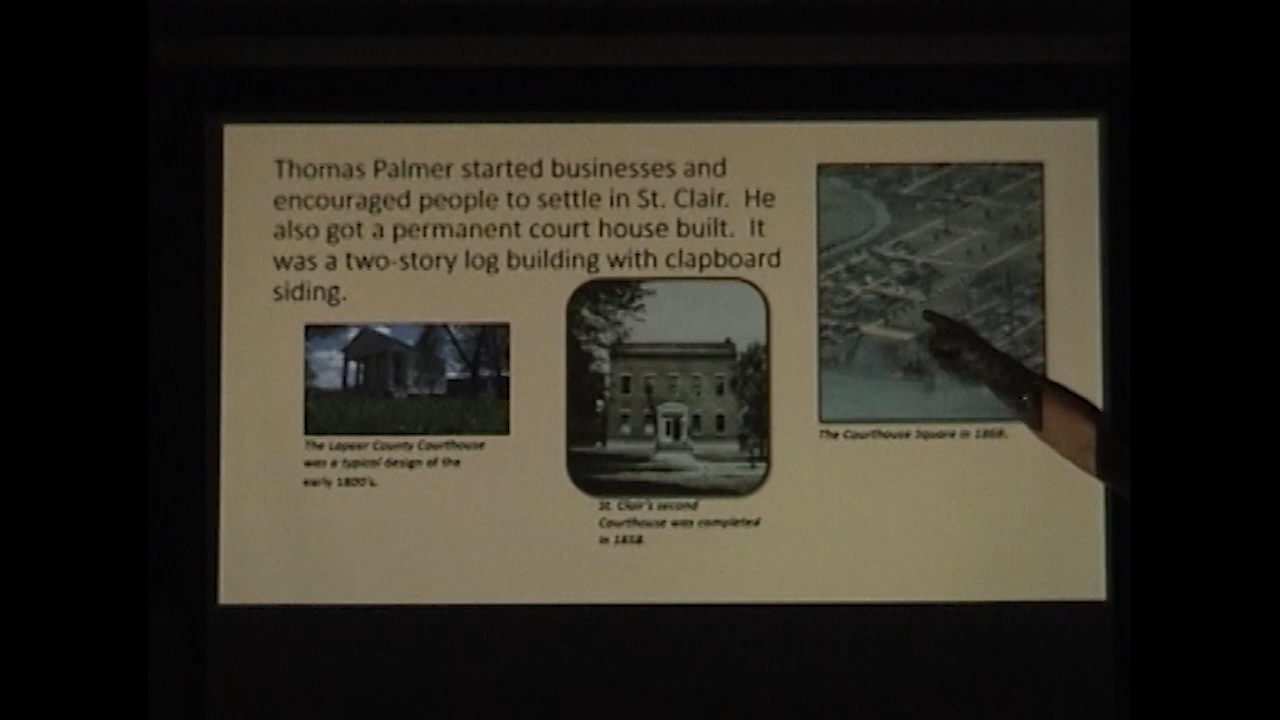 Thomas Palmer started businesses and
encouraged people to settle in St. Clair. He
also got a permanent court house built. It
was a two-story log building with clapboard
siding.
The Lapeer County Courthouse
was a typical design of the
early 1800's.
St. Clair's second
Courthouse was completed
in 1858.
The Courthouse Square in 1868.